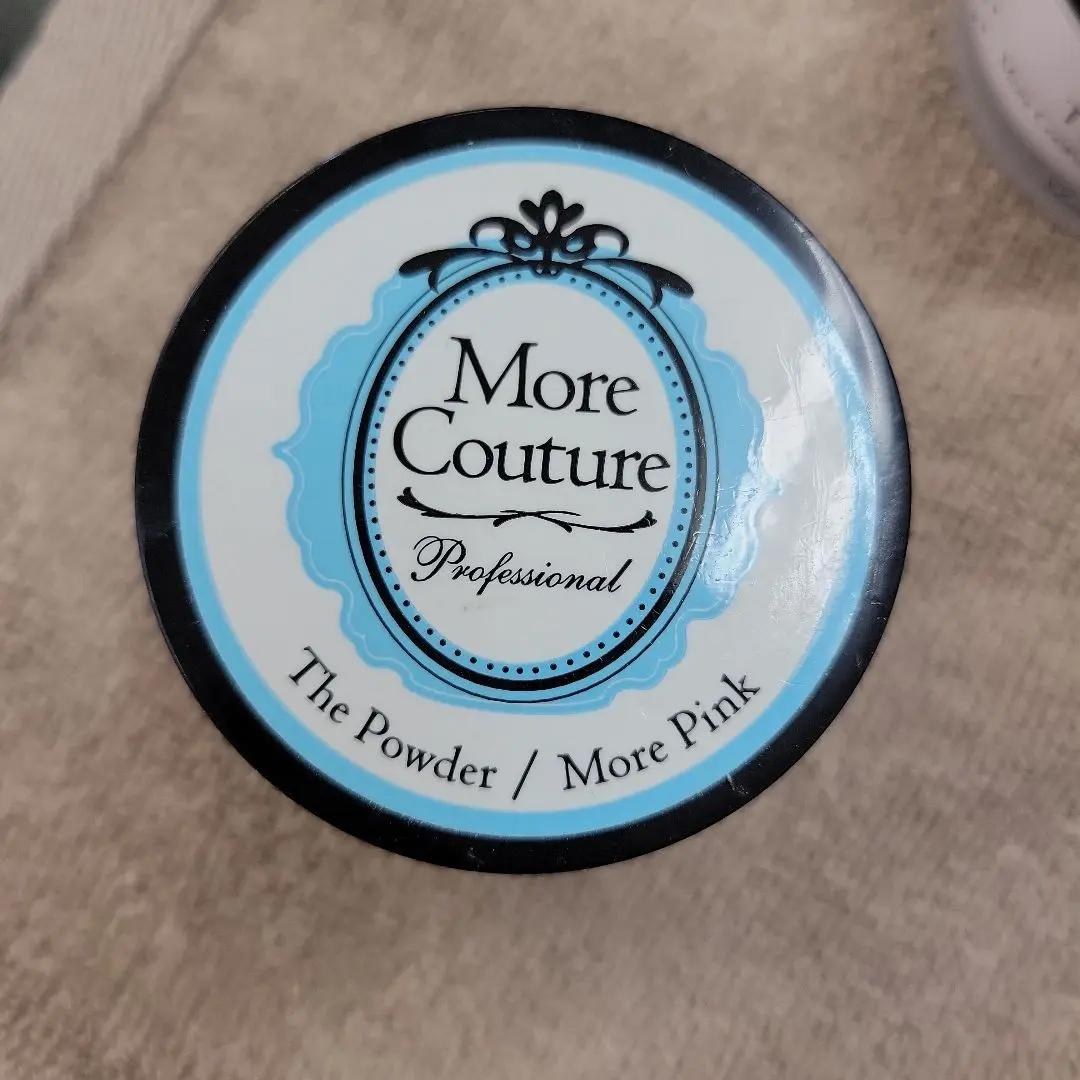 More
Couture
Professional
The Powder / More Pink